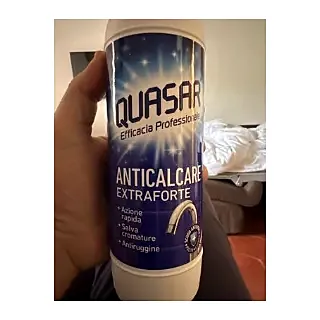 QUASAR
Efficacia Professionale
ANTICALCARE
EXTRAFORTE
• Azione
rapida
• Salva
cromature
• Antiruggine